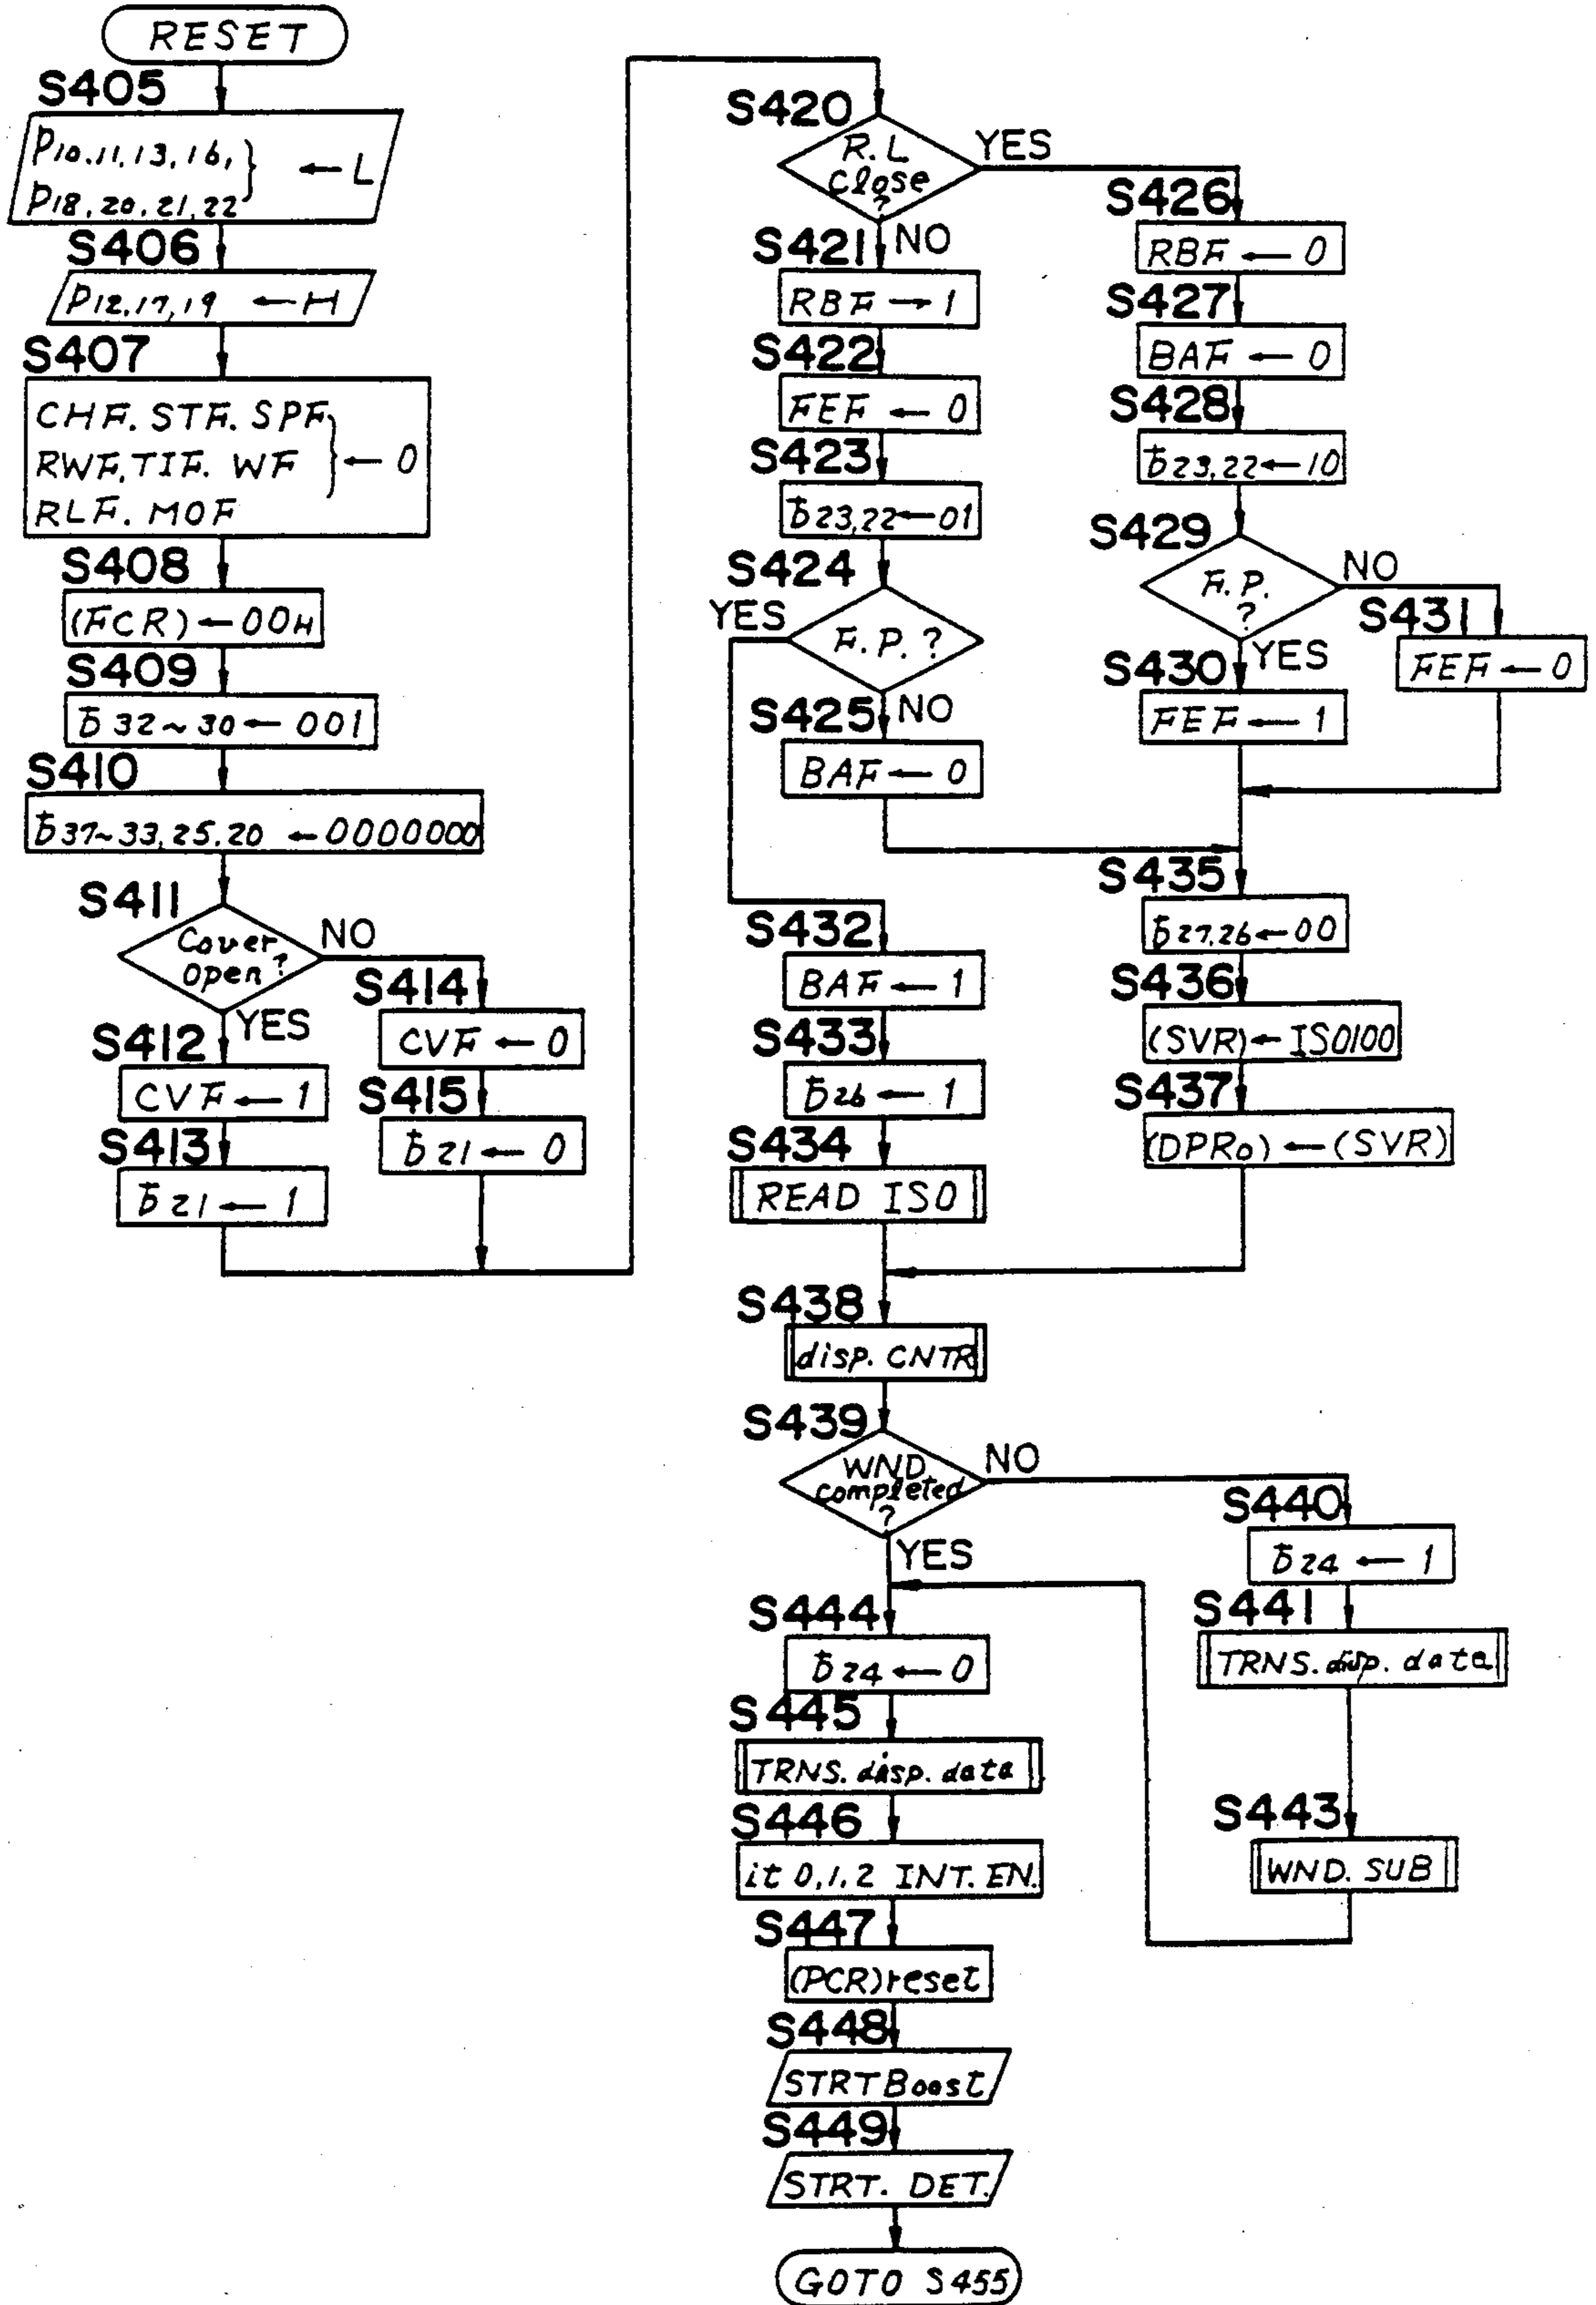 RESET
S405
P10.11,13,16,
P18.20.21.22 } ← L
S406
P12.17,19 ← H
S407
CHF. STF. SPF
RWF. TIF. WF } ← 0
RLF. MOF
S408
(FCR) ← 00H
S409
b32~30 ← 001
S410
b37~33,25.20 ← 0000000
S411
Cover
Open?
NO
YES
S412
CVF ← 1
S413
b21 ← 1
S414
CVF ← 0
S415
b21 ← 0
S420
R.L
Close
?
YES
NO
S421
RBF → 1
S422
FEF ← 0
S423
b23,22 ← 01
S424
YES
F.P.?
NO
S425
BAF ← 0
S426
RBF ← 0
S427
BAF ← 0
S428
b23,22 ← 10
S429
F.P.
?
NO
YES
S430
FEF ← 1
S431
FEF ← 0
S432
BAF ← 1
S433
b26 ← 1
S434
READ ISO
S435
b27,26 ← 00
S436
(SVR) ← ISO100
S437
(DPR0) ← (SVR)
S438
disp. CNTR
S439
WND
completed
?
NO
YES
S440
b24 ← 1
S441
TRNS. disp. data
S443
WND. SUB
S444
b24 ← 0
S445
TRNS. disp. data
S446
it 0,1,2 INT. EN.
S447
(PCR)reset
S448
STRT Boost
S449
STRT. DET.
GOTO S455